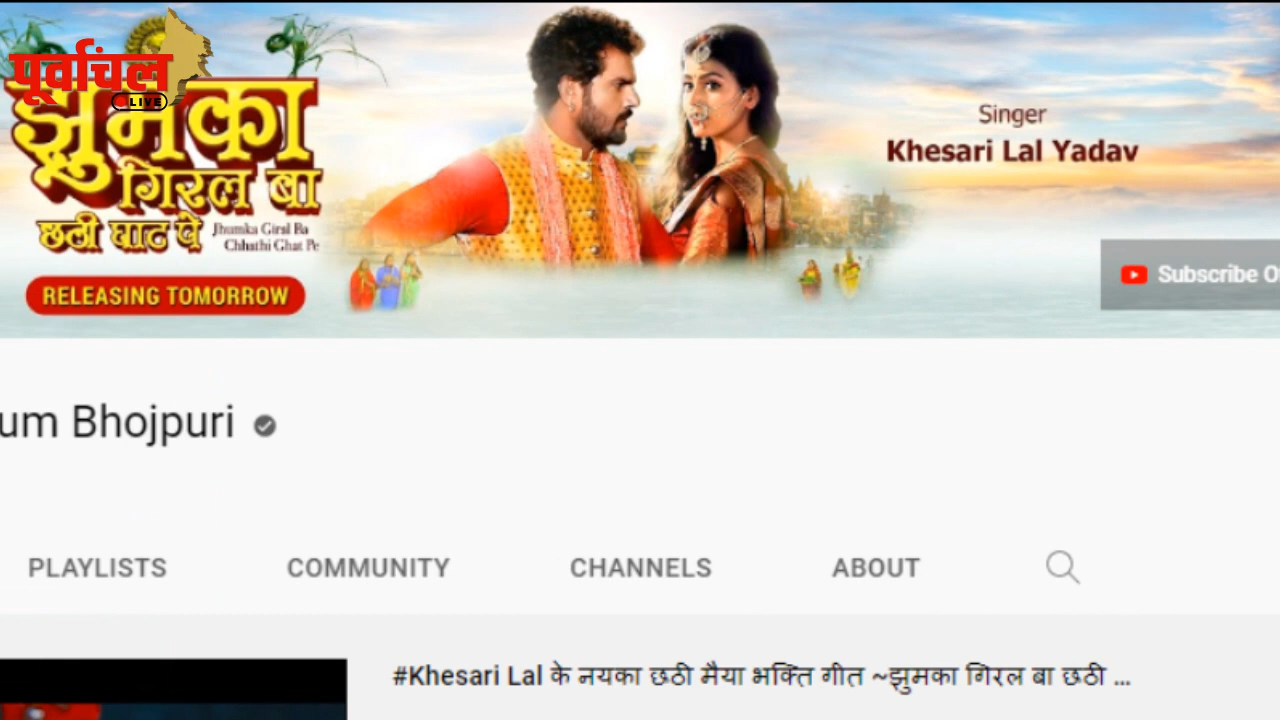 पूर्वांचल
LIVE
झुमका
गिरल बा
छठी घाट पे
Jhumka Giral Ba
Chhathi Ghat Pe
RELEASING TOMORROW
Singer
Khesari Lal Yadav
Subscribe
um Bhojpuri
PLAYLISTS
COMMUNITY
CHANNELS
ABOUT
#Khesari Lal के नयका छठी मैया भक्ति गीत ~झुमका गिरल बा छठी ...